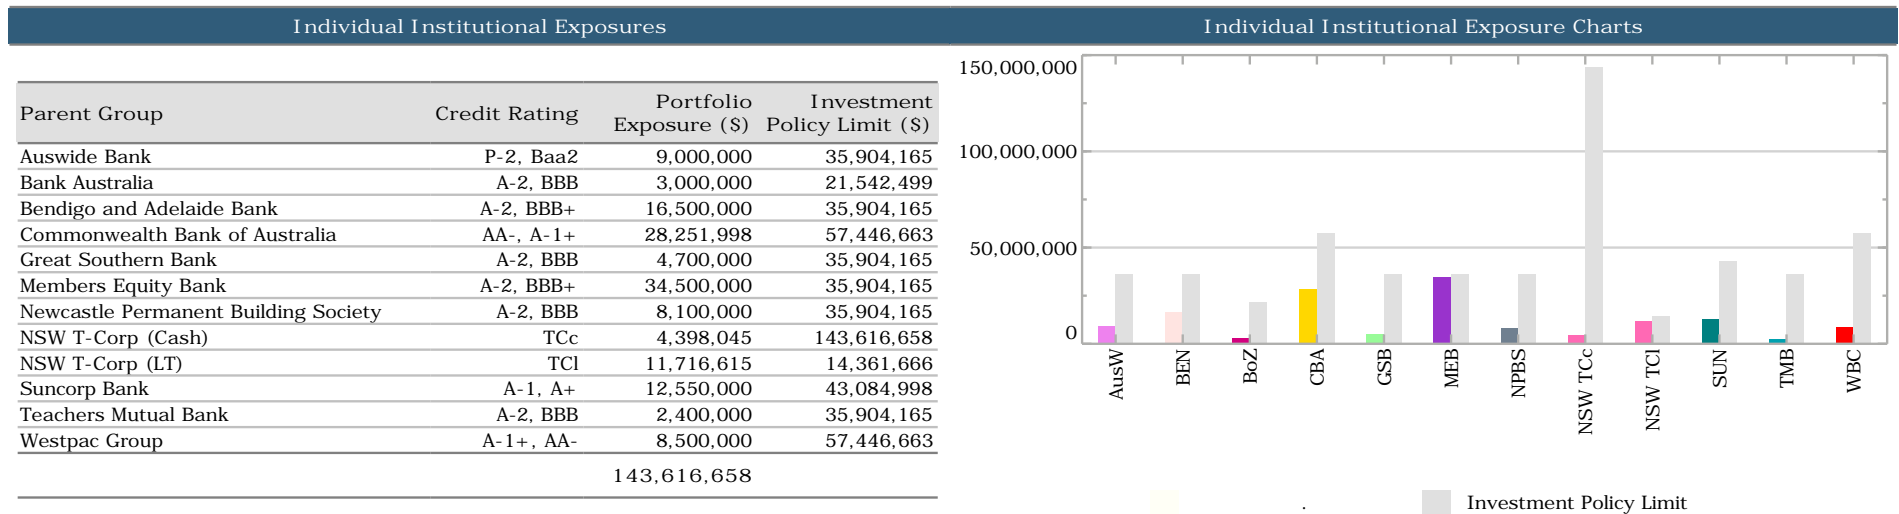 Individual Institutional Exposures
Parent Group Credit Rating Portfolio Exposure ($) Investment Policy Limit ($)
Auswide Bank P-2, Baa2 9,000,000 35,904,165
Bank Australia A-2, BBB 3,000,000 21,542,499
Bendigo and Adelaide Bank A-2, BBB+ 16,500,000 35,904,165
Commonwealth Bank of Australia AA-, A-1+ 28,251,998 57,446,663
Great Southern Bank A-2, BBB 4,700,000 35,904,165
Members Equity Bank A-2, BBB+ 34,500,000 35,904,165
Newcastle Permanent Building Society A-2, BBB 8,100,000 35,904,165
NSW T-Corp (Cash) TCc 4,398,045 143,616,658
NSW T-Corp (LT) TCl 11,716,615 14,361,666
Suncorp Bank A-1, A+ 12,550,000 43,084,998
Teachers Mutual Bank A-2, BBB 2,400,000 35,904,165
Westpac Group A-1+, AA- 8,500,000 57,446,663
143,616,658
Individual Institutional Exposure Charts
150,000,000
100,000,000
50,000,000
0
AusW
BEN
BoZ
CBA
GSB
MEB
NPBS
NSW TCc
NSW TCl
SUN
TMB
WBC
.
Investment Policy Limit